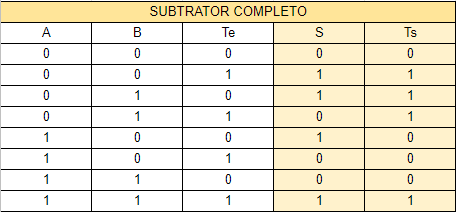 SUBTRATOR COMPLETO
A B Te S Ts
0 0 0 0 0
0 0 1 1 1
0 1 0 1 1
0 1 1 0 1
1 0 0 1 0
1 0 1 0 0
1 1 0 0 0
1 1 1 1 1